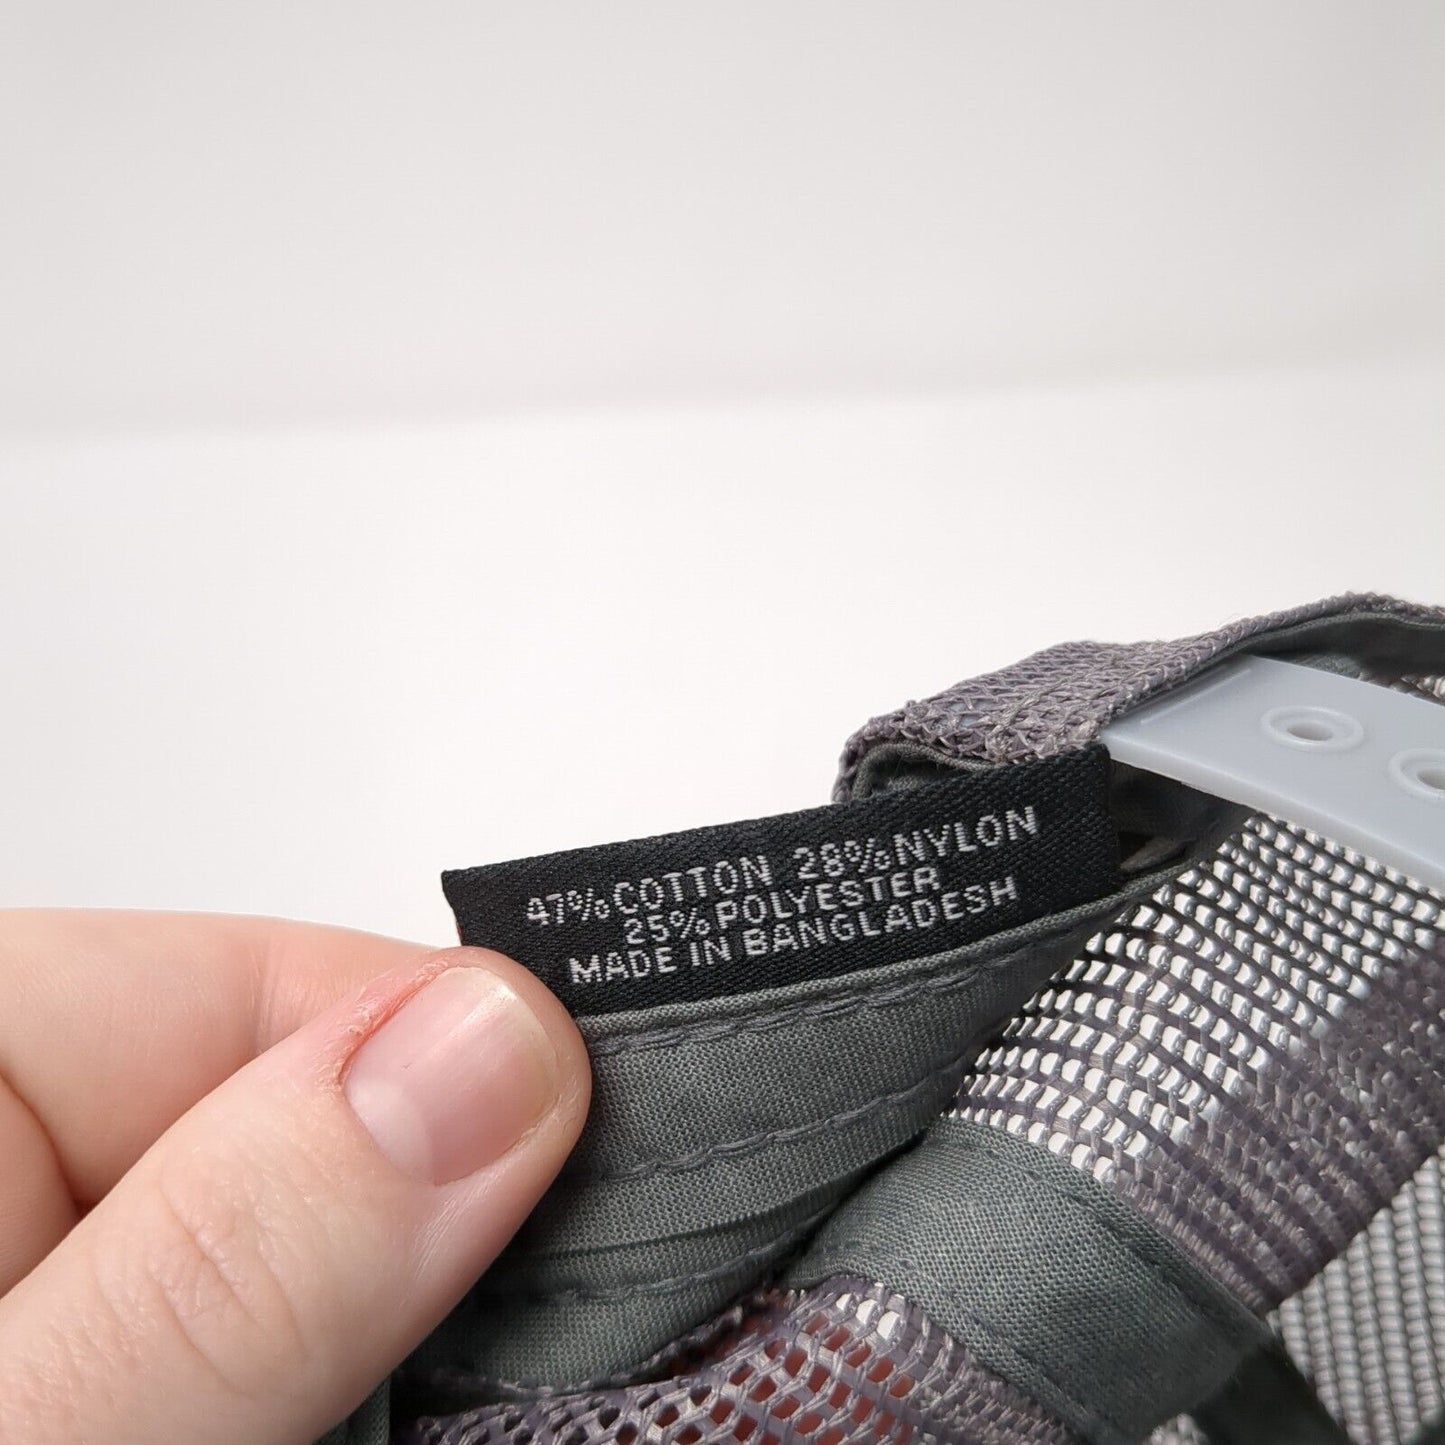 47% COTTON 28% NYLON
25% POLYESTER
MADE IN BANGLADESH